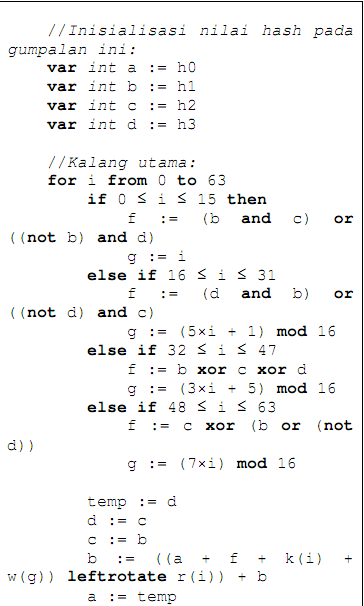 //Inisialisasi nilai hash pada
gumpalan ini:
var int a := h0
var int b := h1
var int c := h2
var int d := h3
//Kalang utama:
for i from 0 to 63
if 0 ≤ i ≤ 15 then
f := (b and c) or
((not b) and d)
g := i
else if 16 ≤ i ≤ 31
f := (d and b) or
((not d) and c)
g := (5×i + 1) mod 16
else if 32 ≤ i ≤ 47
f := b xor c xor d
g := (3×i + 5) mod 16
else if 48 ≤ i ≤ 63
f := c xor (b or (not
d))
g := (7×i) mod 16
temp := d
d := c
c := b
b := ((a + f + k(i) +
w(g)) leftrotate r(i)) + b
a := temp